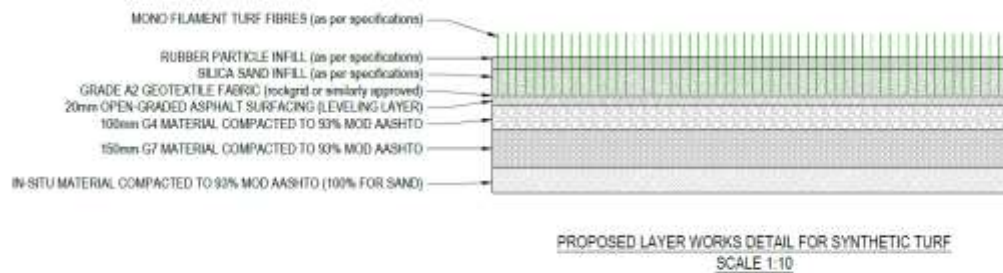 MONO FILAMENT TURF FIBRES (as per specifications)
RUBBER PARTICLE INFILL (as per specifications)
SILICA SAND INFILL (as per specifications)
GRADE A2 GEOTEXTILE FABRIC (rockgrid or similarly approved)
20mm OPEN-GRADED ASPHALT SURFACING (LEVELING LAYER)
100mm G4 MATERIAL COMPACTED TO 93% MOD AASHTO
150mm G7 MATERIAL COMPACTED TO 93% MOD AASHTO
IN-SITU MATERIAL COMPACTED TO 93% MOD AASHTO (100% FOR SAND)
PROPOSED LAYER WORKS DETAIL FOR SYNTHETIC TURF
SCALE 1:10